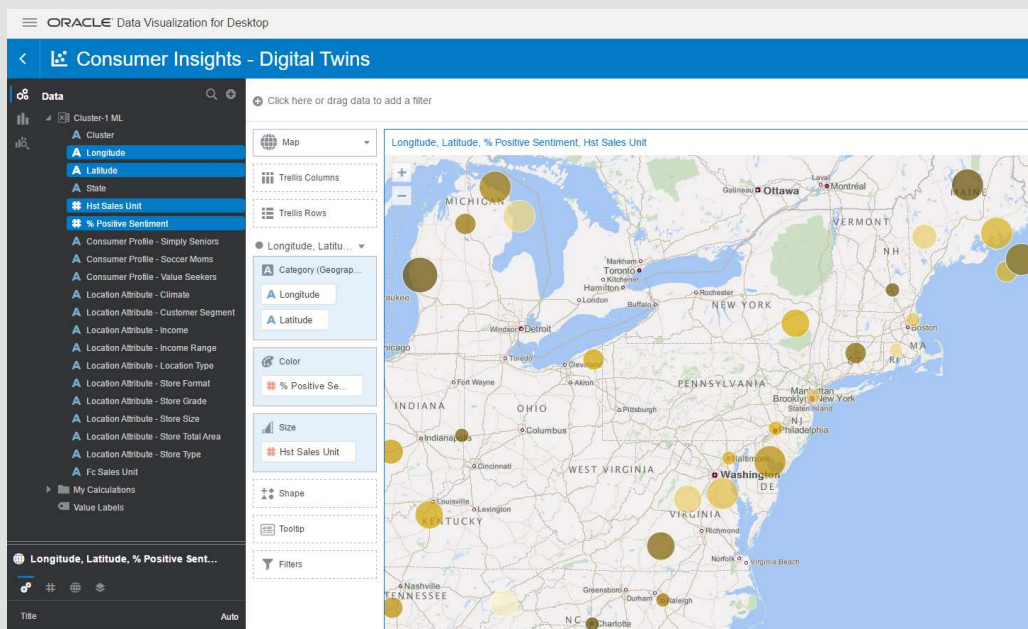 ORACLE Data Visualization for Desktop
Consumer Insights - Digital Twins
Data
Cluster-1 ML
Cluster
Longitude
Latitude
State
Hst Sales Unit
% Positive Sentiment
Consumer Profile - Simply Seniors
Consumer Profile - Soccer Moms
Consumer Profile - Value Seekers
Location Attribute - Climate
Location Attribute - Customer Segment
Location Attribute - Income
Location Attribute - Income Range
Location Attribute - Location Type
Location Attribute - Store Format
Location Attribute - Store Grade
Location Attribute - Store Size
Location Attribute - Store Total Area
Location Attribute - Store Type
Fc Sales Unit
My Calculations
Value Labels
Longitude, Latitude, % Positive Sent...
Title Auto
Click here or drag data to add a filter
Map
Trellis Columns
Trellis Rows
Longitude, Latitu...
Category (Geograp...
Longitude
Latitude
Color
% Positive Se...
Size
Hst Sales Unit
Shape
Tooltip
Filters
Longitude, Latitude, % Positive Sentiment, Hst Sales Unit
+
−
Gatineau Ottawa
Laval
Montréal
MAINE
MICHIGAN
VERMONT
NH
Markham
Toronto
Kitchener
Hamilton
London
Buffalo
Rochester
NEW YORK
aukee
Windsor Detroit
Boston
MA
RI
hicago
Toledo
Cleveland
Fort Wayne
Akron
PENNSYLVANIA
Manhattan
Brooklyn New York
Staten Island
INDIANA
OHIO
Pittsburgh
NJ
Philadelphia
Indianapolis
Columbus
Baltimore
Cincinnati
WEST VIRGINIA
Washington
DE
Louisville
Lexington
KENTUCKY
VIRGINIA
Richmond
Norfolk
Virginia Beach
Nashville
TENNESSEE
Greensboro
Durham
Raleigh
NC
Charlotte